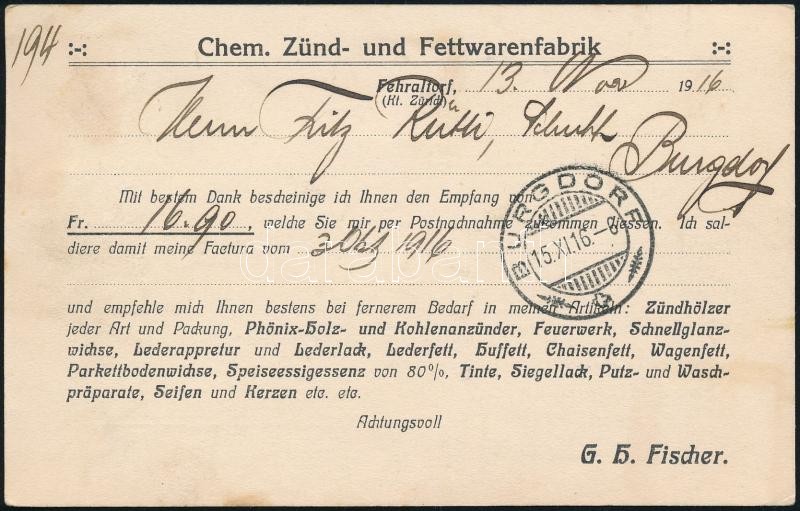 194
:-: Chem. Zünd- und Fettwarenfabrik :-:
Fehraltorf, 13. Nov 1916
(Kt. Zürich)
Herrn Fritz Rüthi,
Burgdorf
Mit bestem Dank bescheinige ich Ihnen den Empfang von
Fr. 16.90, welche Sie mir per Postnachnahme zukommen liessen. Ich sal-
diere damit meine Factura vom 3 Okt 1916
BURGDORF
15.XI.16. 6
und empfehle mich Ihnen bestens bei fernerem Bedarf in meinen Artikeln: Zündhölzer
jeder Art und Packung, Phönix-Holz- und Kohlenanzünder, Feuerwerk, Schnellglanz-
wichse, Lederappretur und Lederlack, Lederfett, Huffett, Chaisenfett, Wagenfett,
Parkettbodenwichse, Speiseessigessenz von 80%, Tinte, Siegellack, Putz- und Wasch-
präparate, Seifen und Kerzen etc. etc.
Achtungsvoll
G. H. Fischer.
darabanth